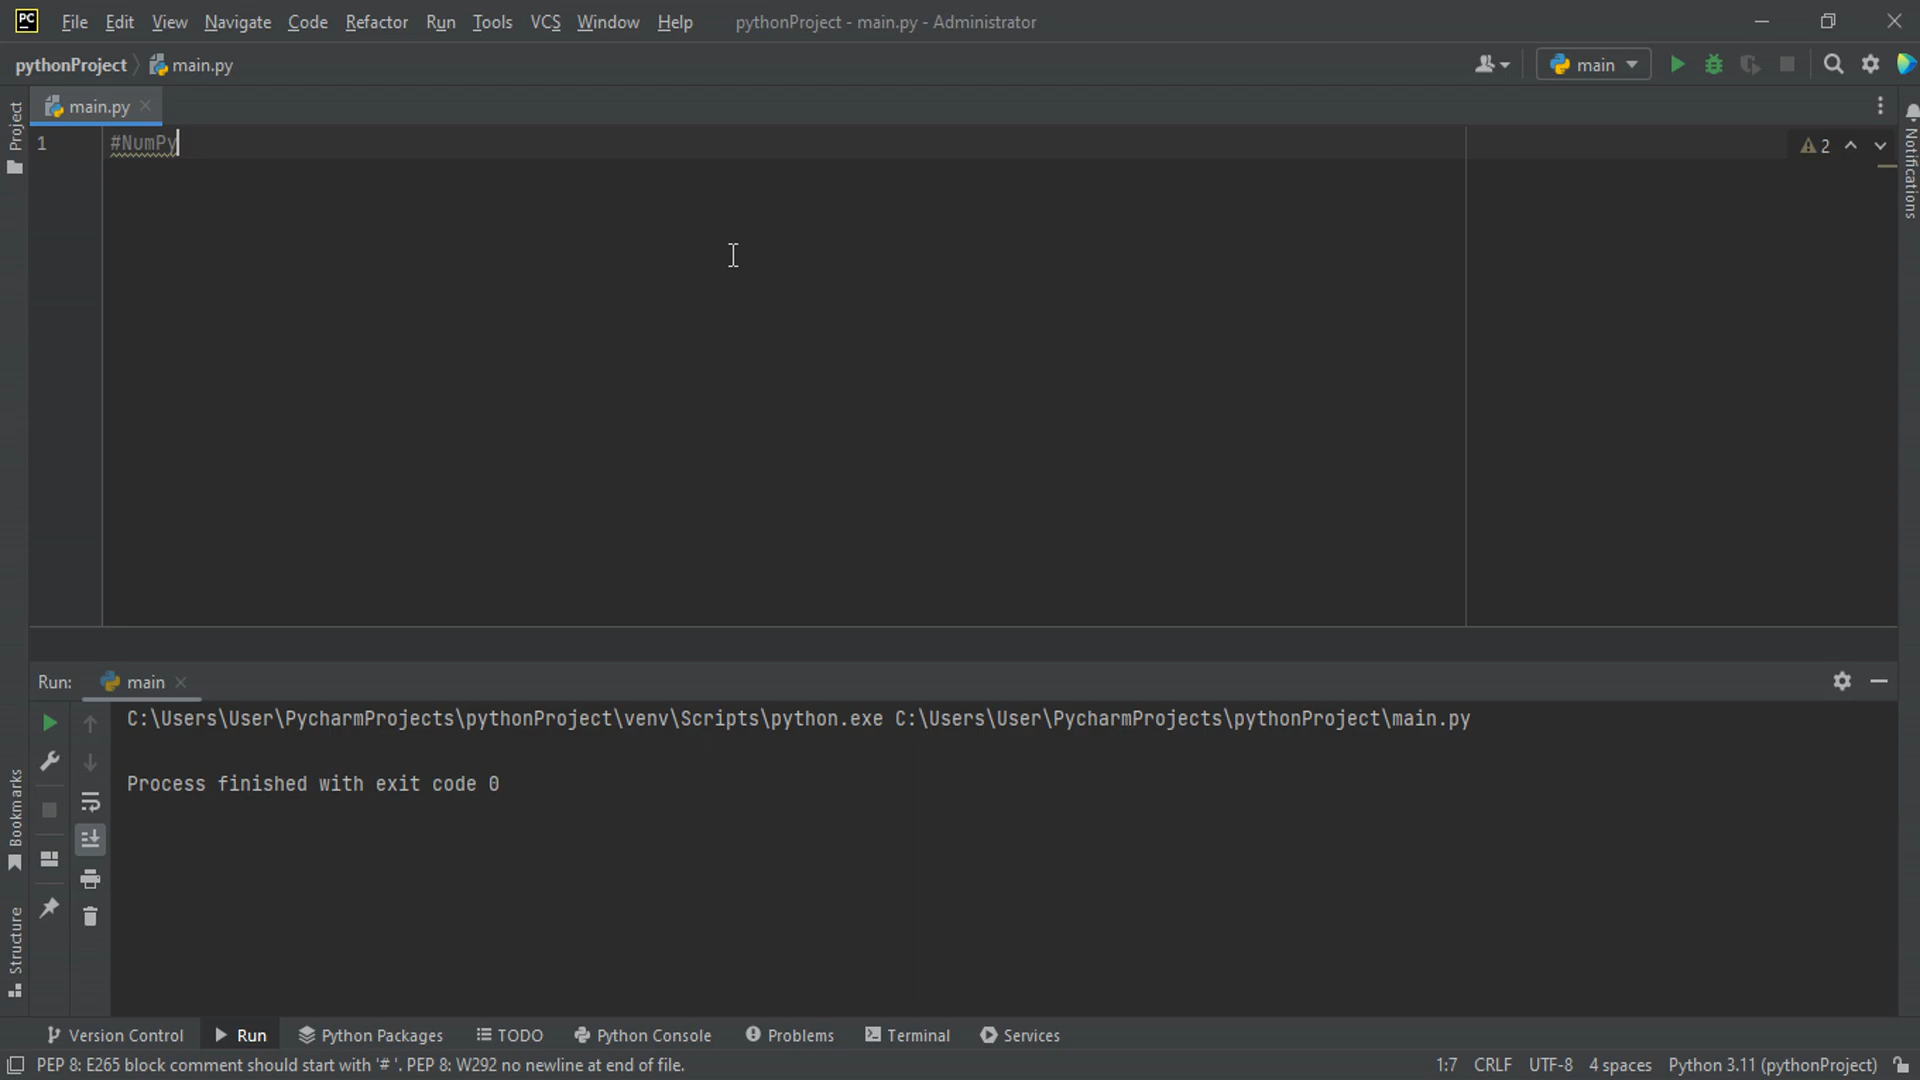 PC File Edit View Navigate Code Refactor Run Tools VCS Window Help pythonProject - main.py - Administrator
pythonProject main.py main
main.py
Project
Notifications
1 #NumPy 2
Run: main
C:\Users\User\PycharmProjects\pythonProject\venv\Scripts\python.exe C:\Users\User\PycharmProjects\pythonProject\main.py
Process finished with exit code 0
Bookmarks
Structure
Version Control Run Python Packages TODO Python Console Problems Terminal Services
PEP 8: E265 block comment should start with '# '. PEP 8: W292 no newline at end of file. 1:7 CRLF UTF-8 4 spaces Python 3.11 (pythonProject)